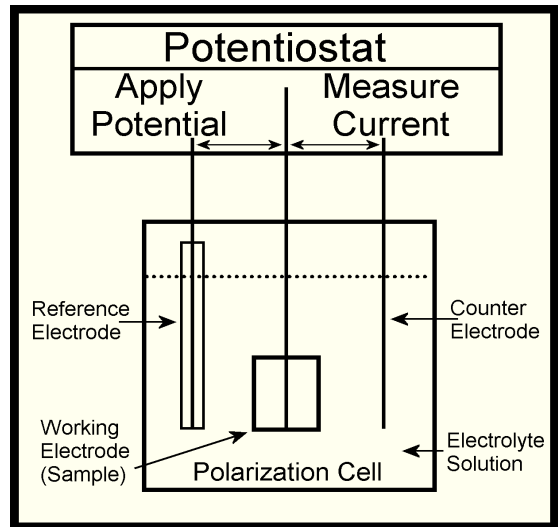 Potentiostat
Apply
Potential
Measure
Current
Reference
Electrode
Counter
Electrode
Working
Electrode
(Sample)
Electrolyte
Solution
Polarization Cell